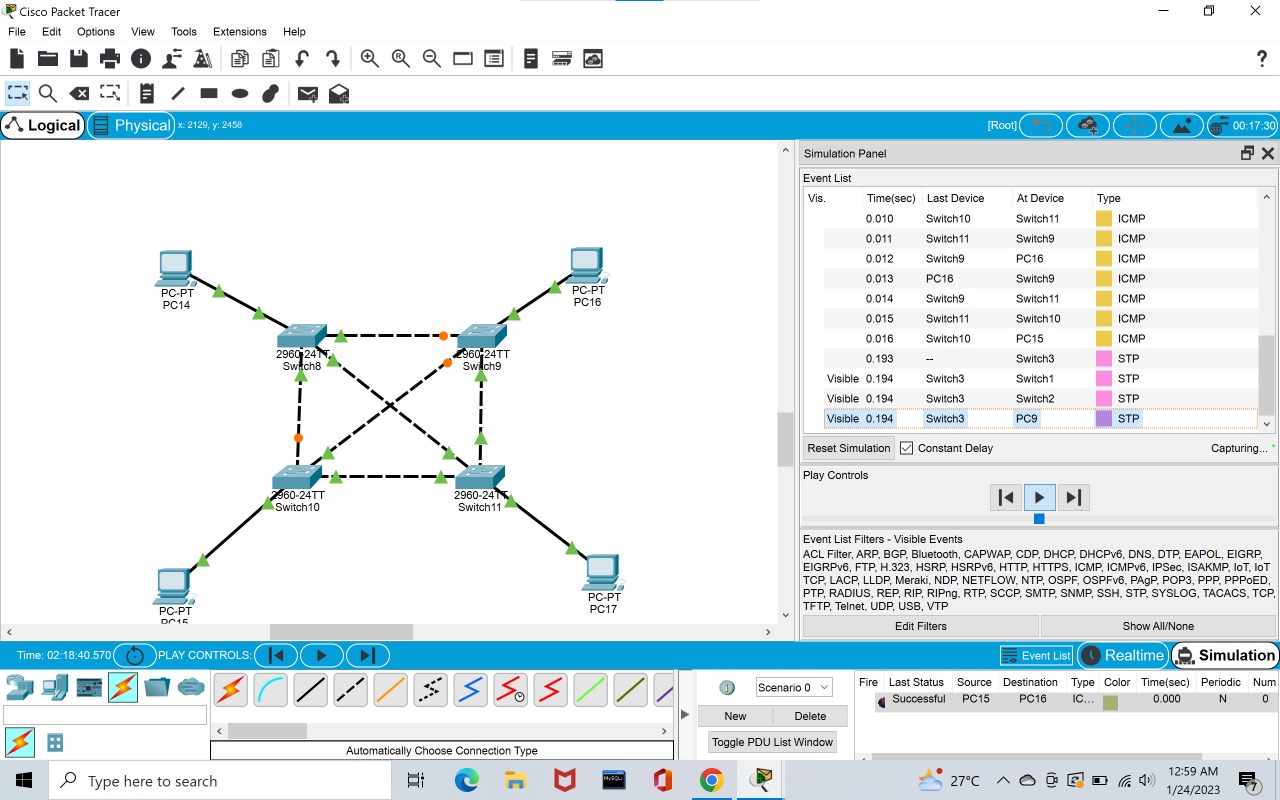 Cisco Packet Tracer
File Edit Options View Tools Extensions Help
?
Logical Physical x: 2129, y: 2458 [Root] 00:17:30
Simulation Panel
Event List
Vis. Time(sec) Last Device At Device Type
0.010 Switch10 Switch11 ICMP
0.011 Switch11 Switch9 ICMP
0.012 Switch9 PC16 ICMP
0.013 PC16 Switch9 ICMP
0.014 Switch9 Switch11 ICMP
0.015 Switch11 Switch10 ICMP
0.016 Switch10 PC15 ICMP
0.193 -- Switch3 STP
Visible 0.194 Switch3 Switch1 STP
Visible 0.194 Switch3 Switch2 STP
Visible 0.194 Switch3 PC9 STP
Reset Simulation Constant Delay Capturing...
Play Controls
Event List Filters - Visible Events
ACL Filter, ARP, BGP, Bluetooth, CAPWAP, CDP, DHCP, DHCPv6, DNS, DTP, EAPOL, EIGRP,
EIGRPv6, FTP, H.323, HSRP, HSRPv6, HTTP, HTTPS, ICMP, ICMPv6, IPSec, ISAKMP, IoT, IoT
TCP, LACP, LLDP, Meraki, NDP, NETFLOW, NTP, OSPF, OSPFv6, PAgP, POP3, PPP, PPPoED,
PTP, RADIUS, REP, RIP, RIPng, RTP, SCCP, SMTP, SNMP, SSH, STP, SYSLOG, TACACS, TCP,
TFTP, Telnet, UDP, USB, VTP
Edit Filters Show All/None
PC-PT
PC14
PC-PT
PC16
2960-24TT
Switch8
2960-24TT
Switch9
2960-24TT
Switch10
2960-24TT
Switch11
PC-PT
PC15
PC-PT
PC17
Time: 02:18:40.570 PLAY CONTROLS: Event List Realtime Simulation
Automatically Choose Connection Type
Scenario 0
New Delete
Toggle PDU List Window
Fire Last Status Source Destination Type Color Time(sec) Periodic Num
Successful PC15 PC16 IC... 0.000 N 0
Type here to search
MySQL
27°C
12:59 AM
1/24/2023
7